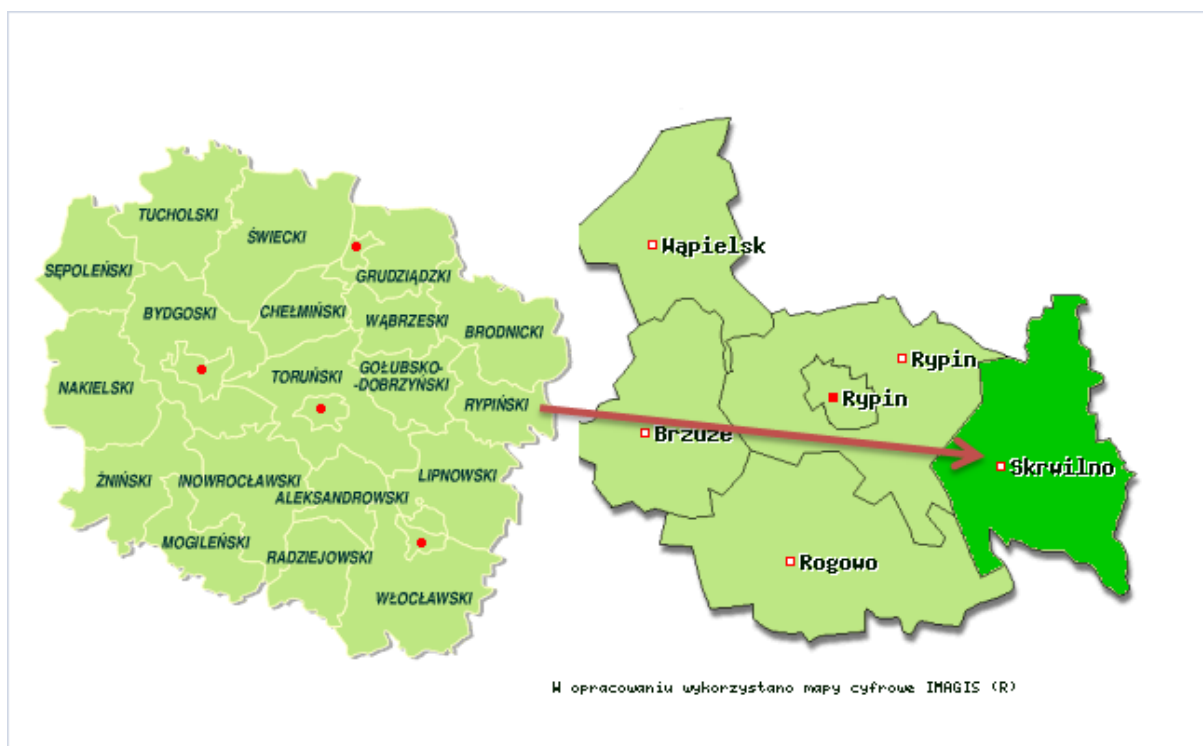 TUCHOLSKI
ŚWIECKI
SĘPOLEŃSKI
GRUDZIĄDZKI
BYDGOSKI
CHEŁMIŃSKI
WĄBRZESKI
BRODNICKI
NAKIELSKI
TORUŃSKI
GOŁUBSKO-
-DOBRZYŃSKI
RYPIŃSKI
ŻNIŃSKI
INOWROCŁAWSKI
ALEKSANDROWSKI
LIPNOWSKI
MOGILEŃSKI
RADZIEJOWSKI
WŁOCŁAWSKI
Wąpielsk
Rypin
Rypin
Brzuze
Skrwilno
Rogowo
W opracowaniu wykorzystano mapy cyfrowe IMAGIS (R)